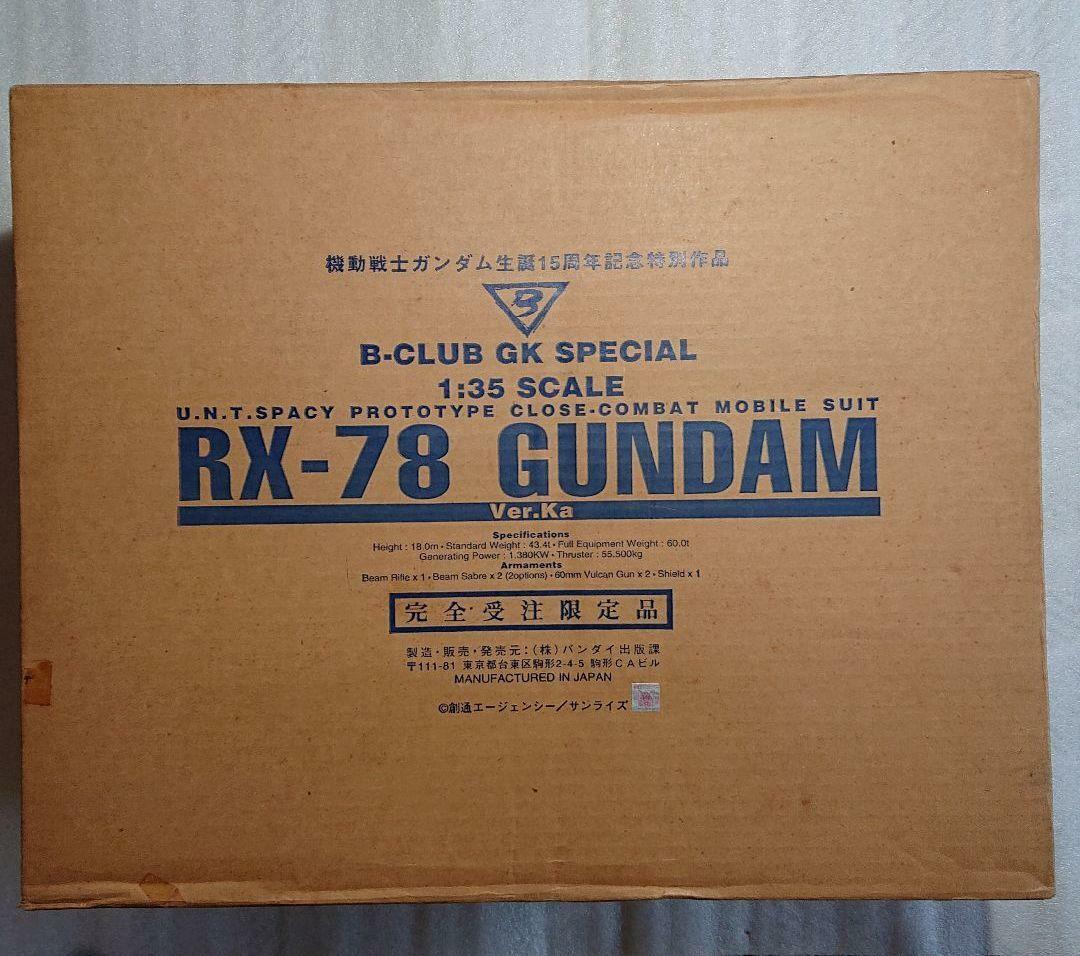 機動戦士ガンダム生誕15周年記念特別作品
B
B-CLUB GK SPECIAL
1:35 SCALE
U.N.T.SPACY PROTOTYPE CLOSE-COMBAT MOBILE SUIT
RX-78 GUNDAM
Ver.Ka
Specifications
Height : 18.0m • Standard Weight : 43.4t • Full Equipment Weight : 60.0t
Generating Power : 1.380KW • Thruster : 55.500kg
Armaments
Beam Rifle x 1 • Beam Sabre x 2 (2options) • 60mm Vulcan Gun x 2 • Shield x 1
完全受注限定品
製造・販売・発売元:(株)バンダイ出版課
〒111-81 東京都台東区駒形2-4-5 駒形CAビル
MANUFACTURED IN JAPAN
©創通エージェンシー/サンライズ